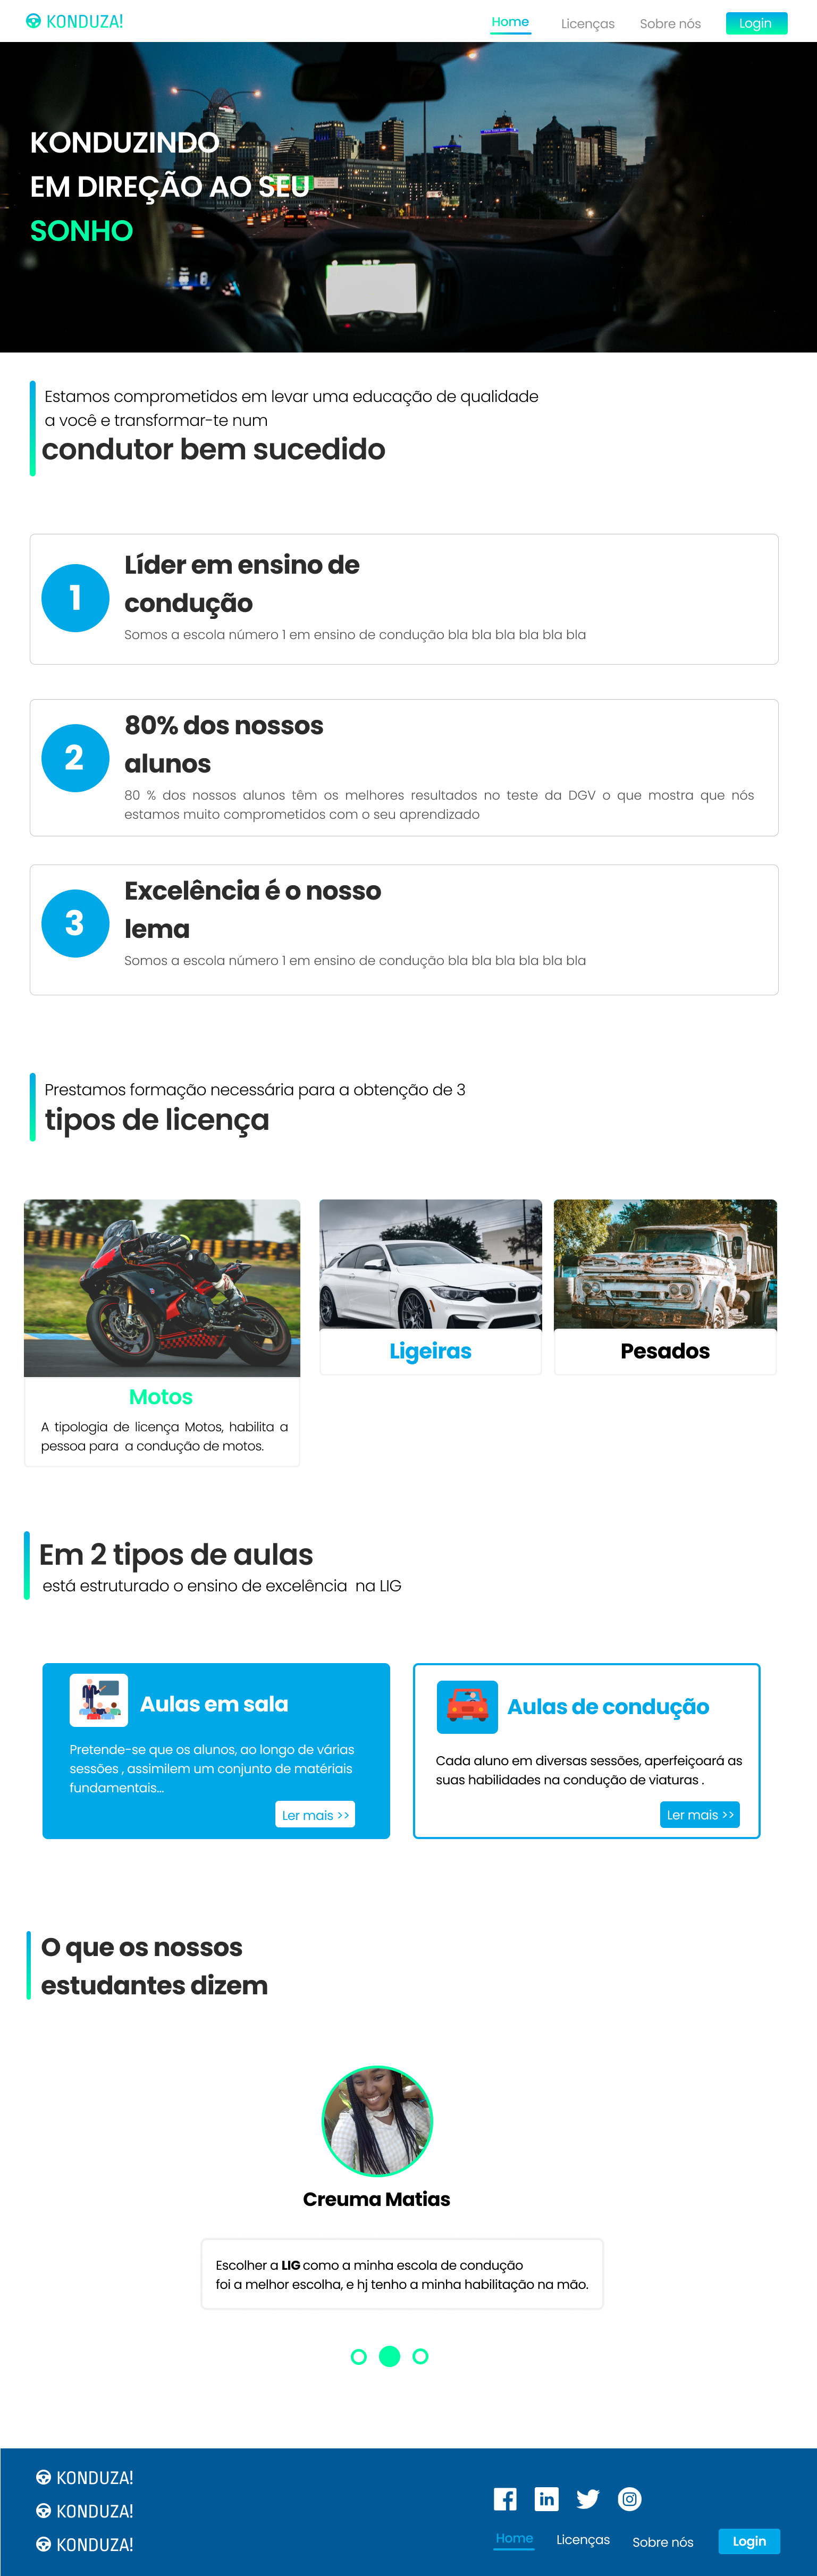 KONDUZA!
Home
Licenças
Sobre nós
Login
KONDUZINDO
EM DIREÇÃO AO SEU
SONHO
Estamos comprometidos em levar uma educação de qualidade
a você e transformar-te num
condutor bem sucedido
1
Líder em ensino de
condução
Somos a escola número 1 em ensino de condução bla bla bla bla bla bla
2
80% dos nossos
alunos
80 % dos nossos alunos têm os melhores resultados no teste da DGV o que mostra que nós
estamos muito comprometidos com o seu aprendizado
3
Excelência é o nosso
lema
Somos a escola número 1 em ensino de condução bla bla bla bla bla bla
Prestamos formação necessária para a obtenção de 3
tipos de licença
Motos
A tipologia de licença Motos, habilita a
pessoa para a condução de motos.
Ligeiras
Pesados
Em 2 tipos de aulas
está estruturado o ensino de excelência na LIG
Aulas em sala
Pretende-se que os alunos, ao longo de várias
sessões , assimilem um conjunto de matériais
fundamentais...
Ler mais >>
Aulas de condução
Cada aluno em diversas sessões, aperfeiçoará as
suas habilidades na condução de viaturas .
Ler mais >>
O que os nossos
estudantes dizem
Creuma Matias
Escolher a LIG como a minha escola de condução
foi a melhor escolha, e hj tenho a minha habilitação na mão.
KONDUZA!
KONDUZA!
KONDUZA!
Home
Licenças
Sobre nós
Login